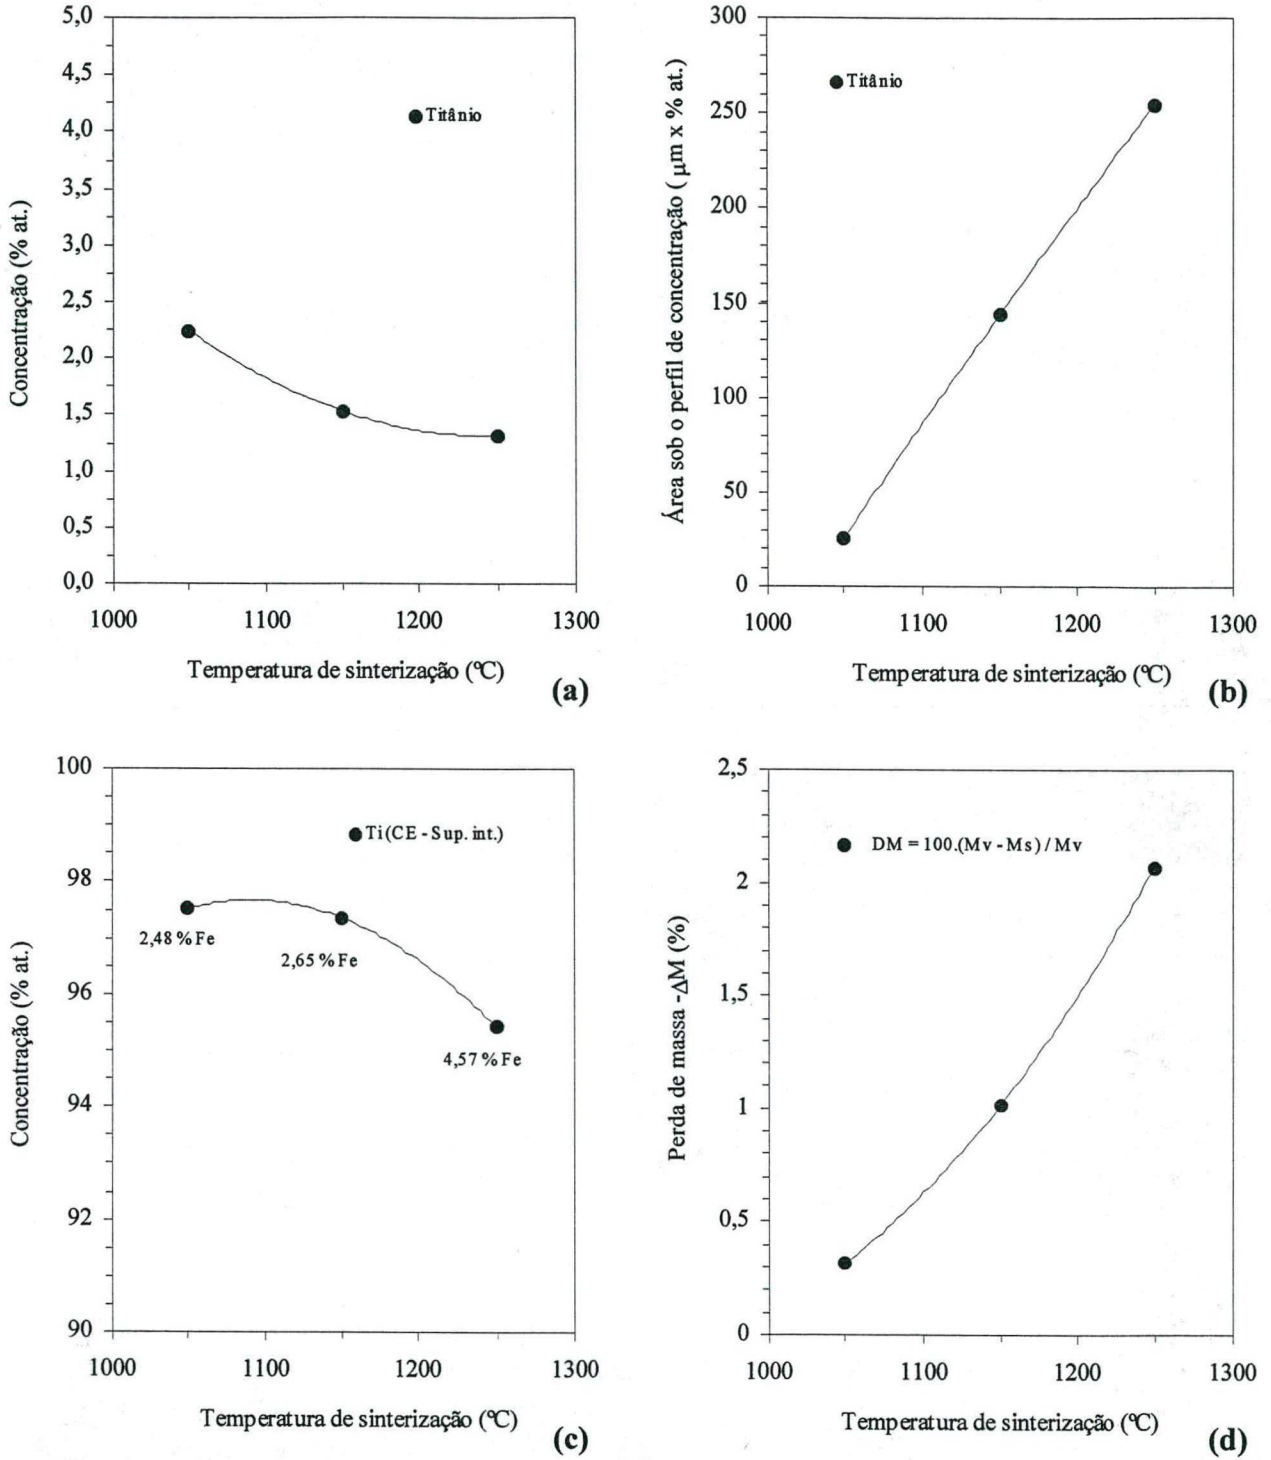 5,0
4,5
4,0
3,5
3,0
2,5
2,0
1,5
1,0
0,5
0,0
Concentração (% at.)
Titânio
1000 1100 1200 1300
Temperatura de sinterização (ºC)
(a)
300
250
200
150
100
50
0
Área sob o perfil de concentração ( μm x % at.)
Titânio
1000 1100 1200 1300
Temperatura de sinterização (ºC)
(b)
100
98
96
94
92
90
Concentração (% at.)
Ti (CE - Sup. int.)
2,48 % Fe
2,65 % Fe
4,57 % Fe
1000 1100 1200 1300
Temperatura de sinterização (ºC)
(c)
2,5
2
1,5
1
0,5
0
Perda de massa -ΔM (%)
DM = 100.(Mv - Ms) / Mv
1000 1100 1200 1300
Temperatura de sinterização (ºC)
(d)